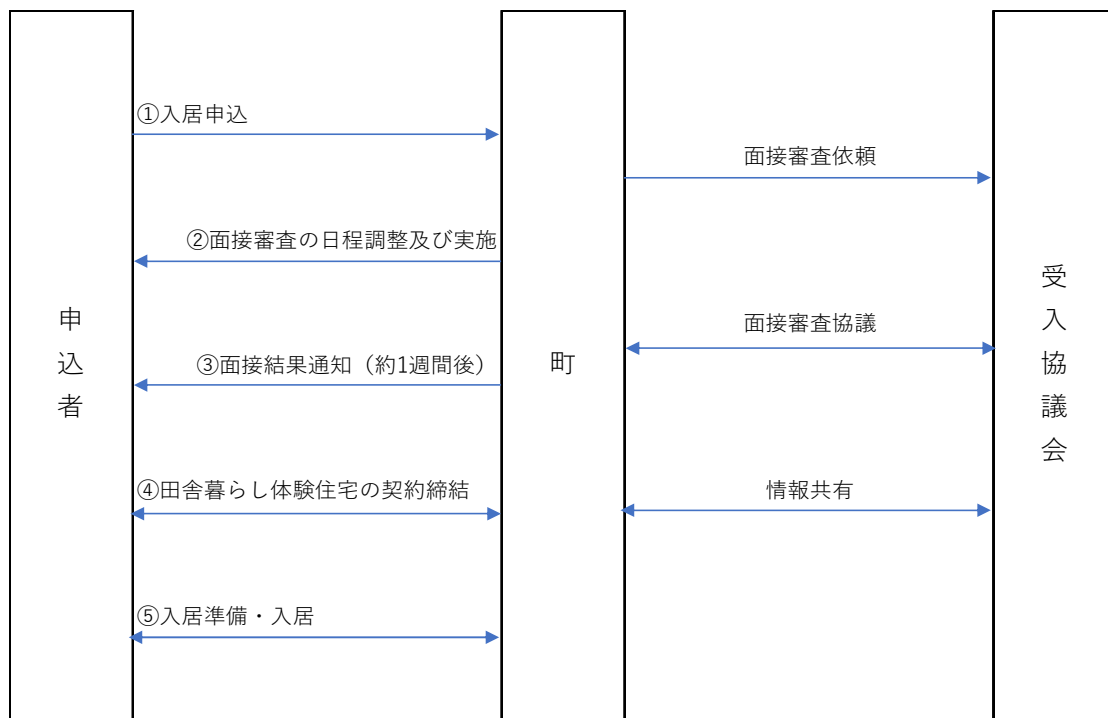 ①入居申込
面接審査依頼
②面接審査の日程調整及び実施
申込者
③面接結果通知（約1週間後）
町
面接審査協議
受入協議会
④田舎暮らし体験住宅の契約締結
情報共有
⑤入居準備・入居